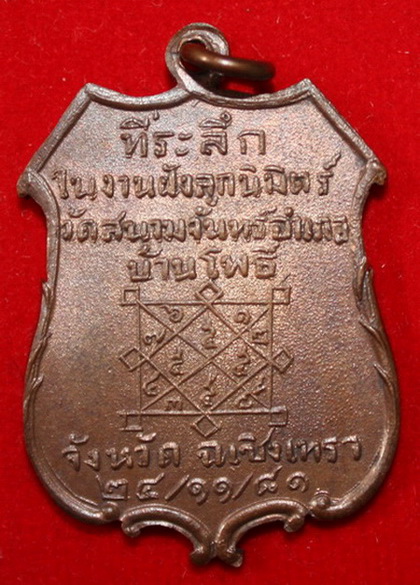 ที่ระลึก
ในงานฝังลูกนิมิตร์
วัดสนามจันทร์อำเภอ
บ้านโพธิ์
จังหวัด ฉเชิงเทรา
๒๔/๑๑/๘๑